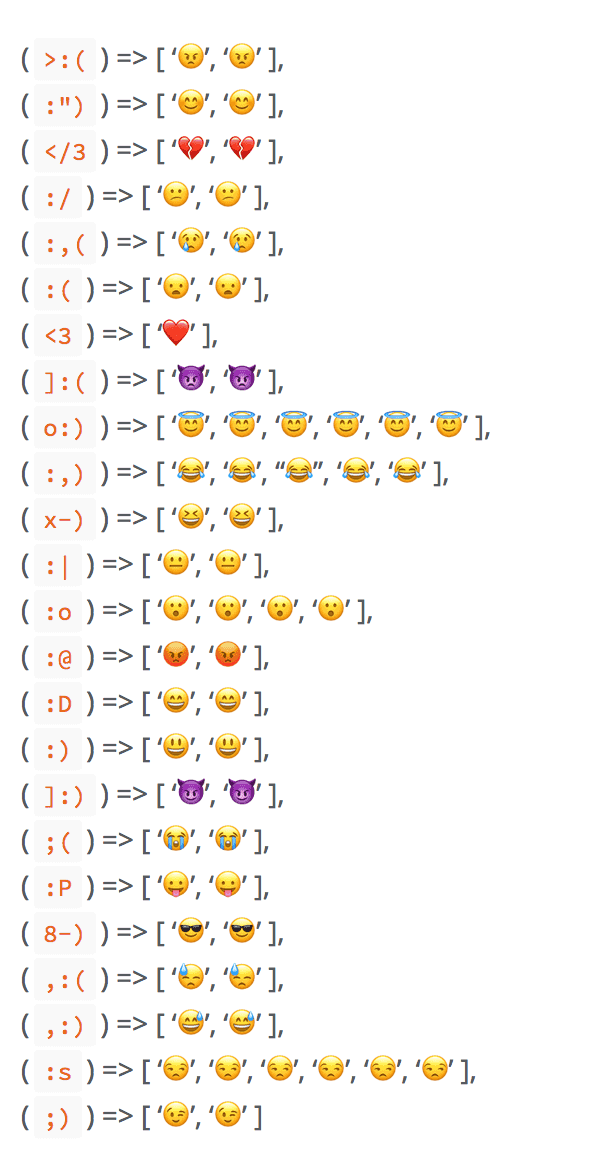 ( >:( ) => [ ‘😠’, ‘😠’ ],
( :") ) => [ ‘😊’, ‘😊’ ],
( </3 ) => [ ‘💔’, ‘💔’ ],
( :/ ) => [ ‘😕’, ‘😕’ ],
( :,( ) => [ ‘😢’, ‘😢’ ],
( :( ) => [ ‘😦’, ‘😦’ ],
( <3 ) => [ ‘❤️’ ],
( ]:( ) => [ ‘👿’, ‘👿’ ],
( o:) ) => [ ‘😇’, ‘😇’, ‘😇’, ‘😇’, ‘😇’, ‘😇’ ],
( :,) ) => [ ‘😂’, ‘😂’, “😂”, ‘😂’, ‘😂’ ],
( x-) ) => [ ‘😆’, ‘😆’ ],
( :| ) => [ ‘😐’, ‘😐’ ],
( :o ) => [ ‘😮’, ‘😮’, ‘😮’, ‘😮’ ],
( :@ ) => [ ‘😡’, ‘😡’ ],
( :D ) => [ ‘😄’, ‘😄’ ],
( :) ) => [ ‘😃’, ‘😃’ ],
( ]:) ) => [ ‘😈’, ‘😈’ ],
( ;( ) => [ ‘😭’, ‘😭’ ],
( :P ) => [ ‘😛’, ‘😛’ ],
( 8-) ) => [ ‘😎’, ‘😎’ ],
( ,:( ) => [ ‘😓’, ‘😓’ ],
( ,:) ) => [ ‘😅’, ‘😅’ ],
( :s ) => [ ‘😒’, ‘😒’, ‘😒’, ‘😒’, ‘😒’, ‘😒’ ],
( ;) ) => [ ‘😉’, ‘😉’ ]